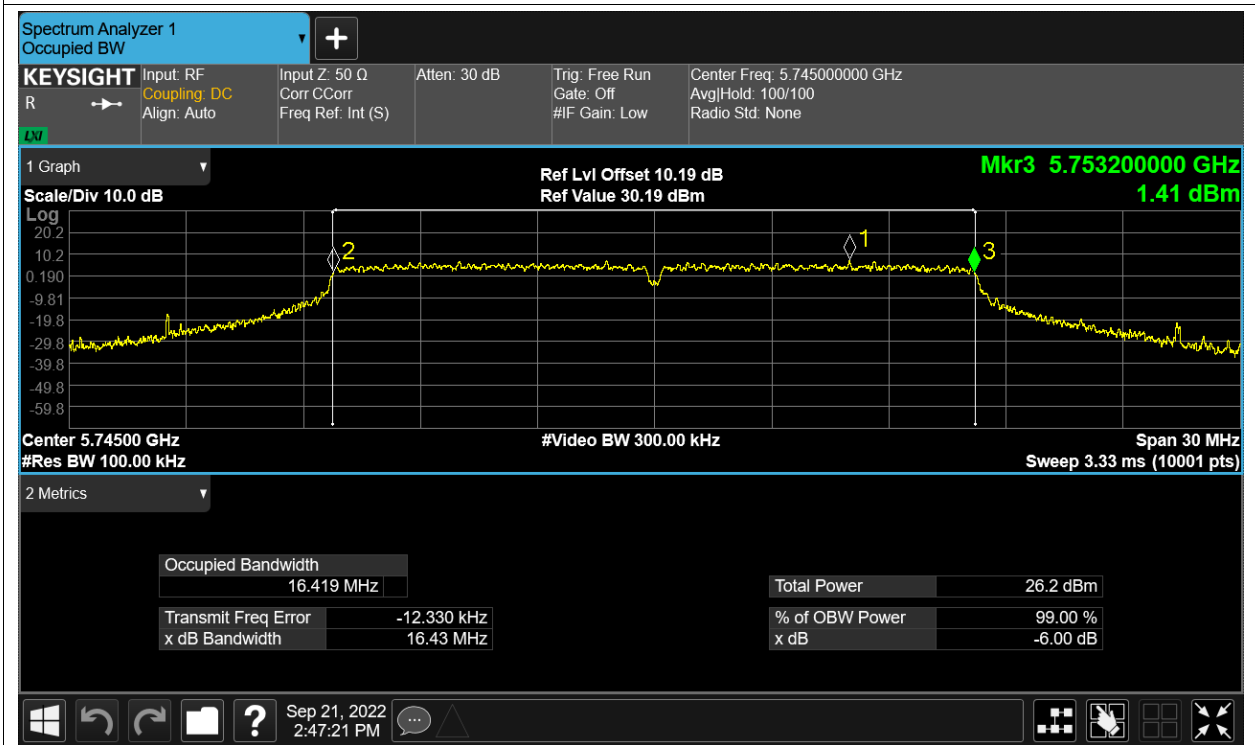 Spectrum Analyzer 1
Occupied BW
+
KEYSIGHT
R
LXI
Input: RF
Coupling: DC
Align: Auto
Input Z: 50 Ω
Corr CCorr
Freq Ref: Int (S)
Atten: 30 dB
Trig: Free Run
Gate: Off
#IF Gain: Low
Center Freq: 5.745000000 GHz
Avg|Hold: 100/100
Radio Std: None
1 Graph
Scale/Div 10.0 dB
Ref Lvl Offset 10.19 dB
Ref Value 30.19 dBm
Mkr3 5.753200000 GHz
1.41 dBm
Log
20.2
10.2
0.190
-9.81
-19.8
-29.8
-39.8
-49.8
-59.8
2
1
3
Center 5.74500 GHz
#Video BW 300.00 kHz
Span 30 MHz
#Res BW 100.00 kHz
Sweep 3.33 ms (10001 pts)
2 Metrics
Occupied Bandwidth
16.419 MHz
Transmit Freq Error -12.330 kHz
x dB Bandwidth 16.43 MHz
Total Power 26.2 dBm
% of OBW Power 99.00 %
x dB -6.00 dB
?
Sep 21, 2022
2:47:21 PM